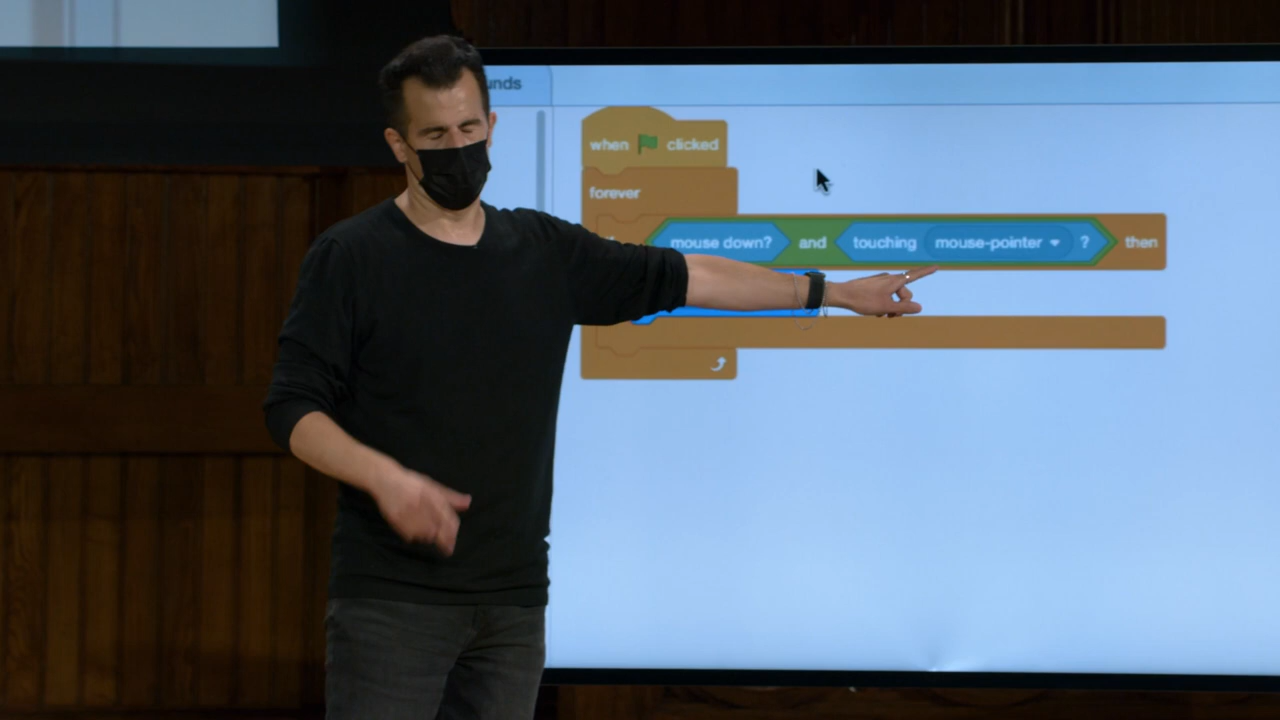 unds
when clicked
forever
mouse down? and touching mouse-pointer ? then